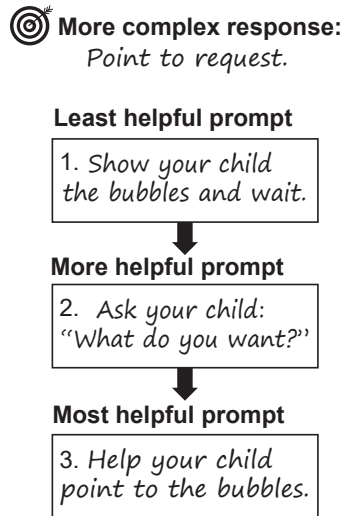 More complex response:
Point to request.
Least helpful prompt
1. Show your child
the bubbles and wait.
More helpful prompt
2. Ask your child:
“What do you want?”
Most helpful prompt
3. Help your child
point to the bubbles.